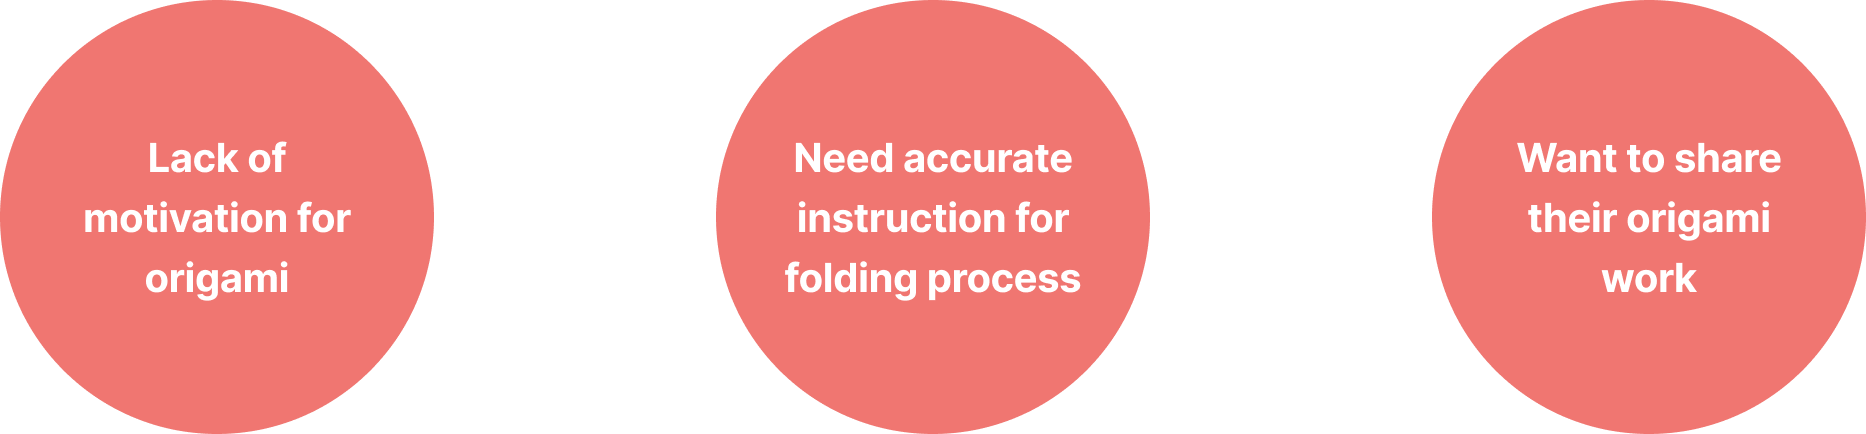 Lack of
motivation for
origami
Need accurate
instruction for
folding process
Want to share
their origami
work